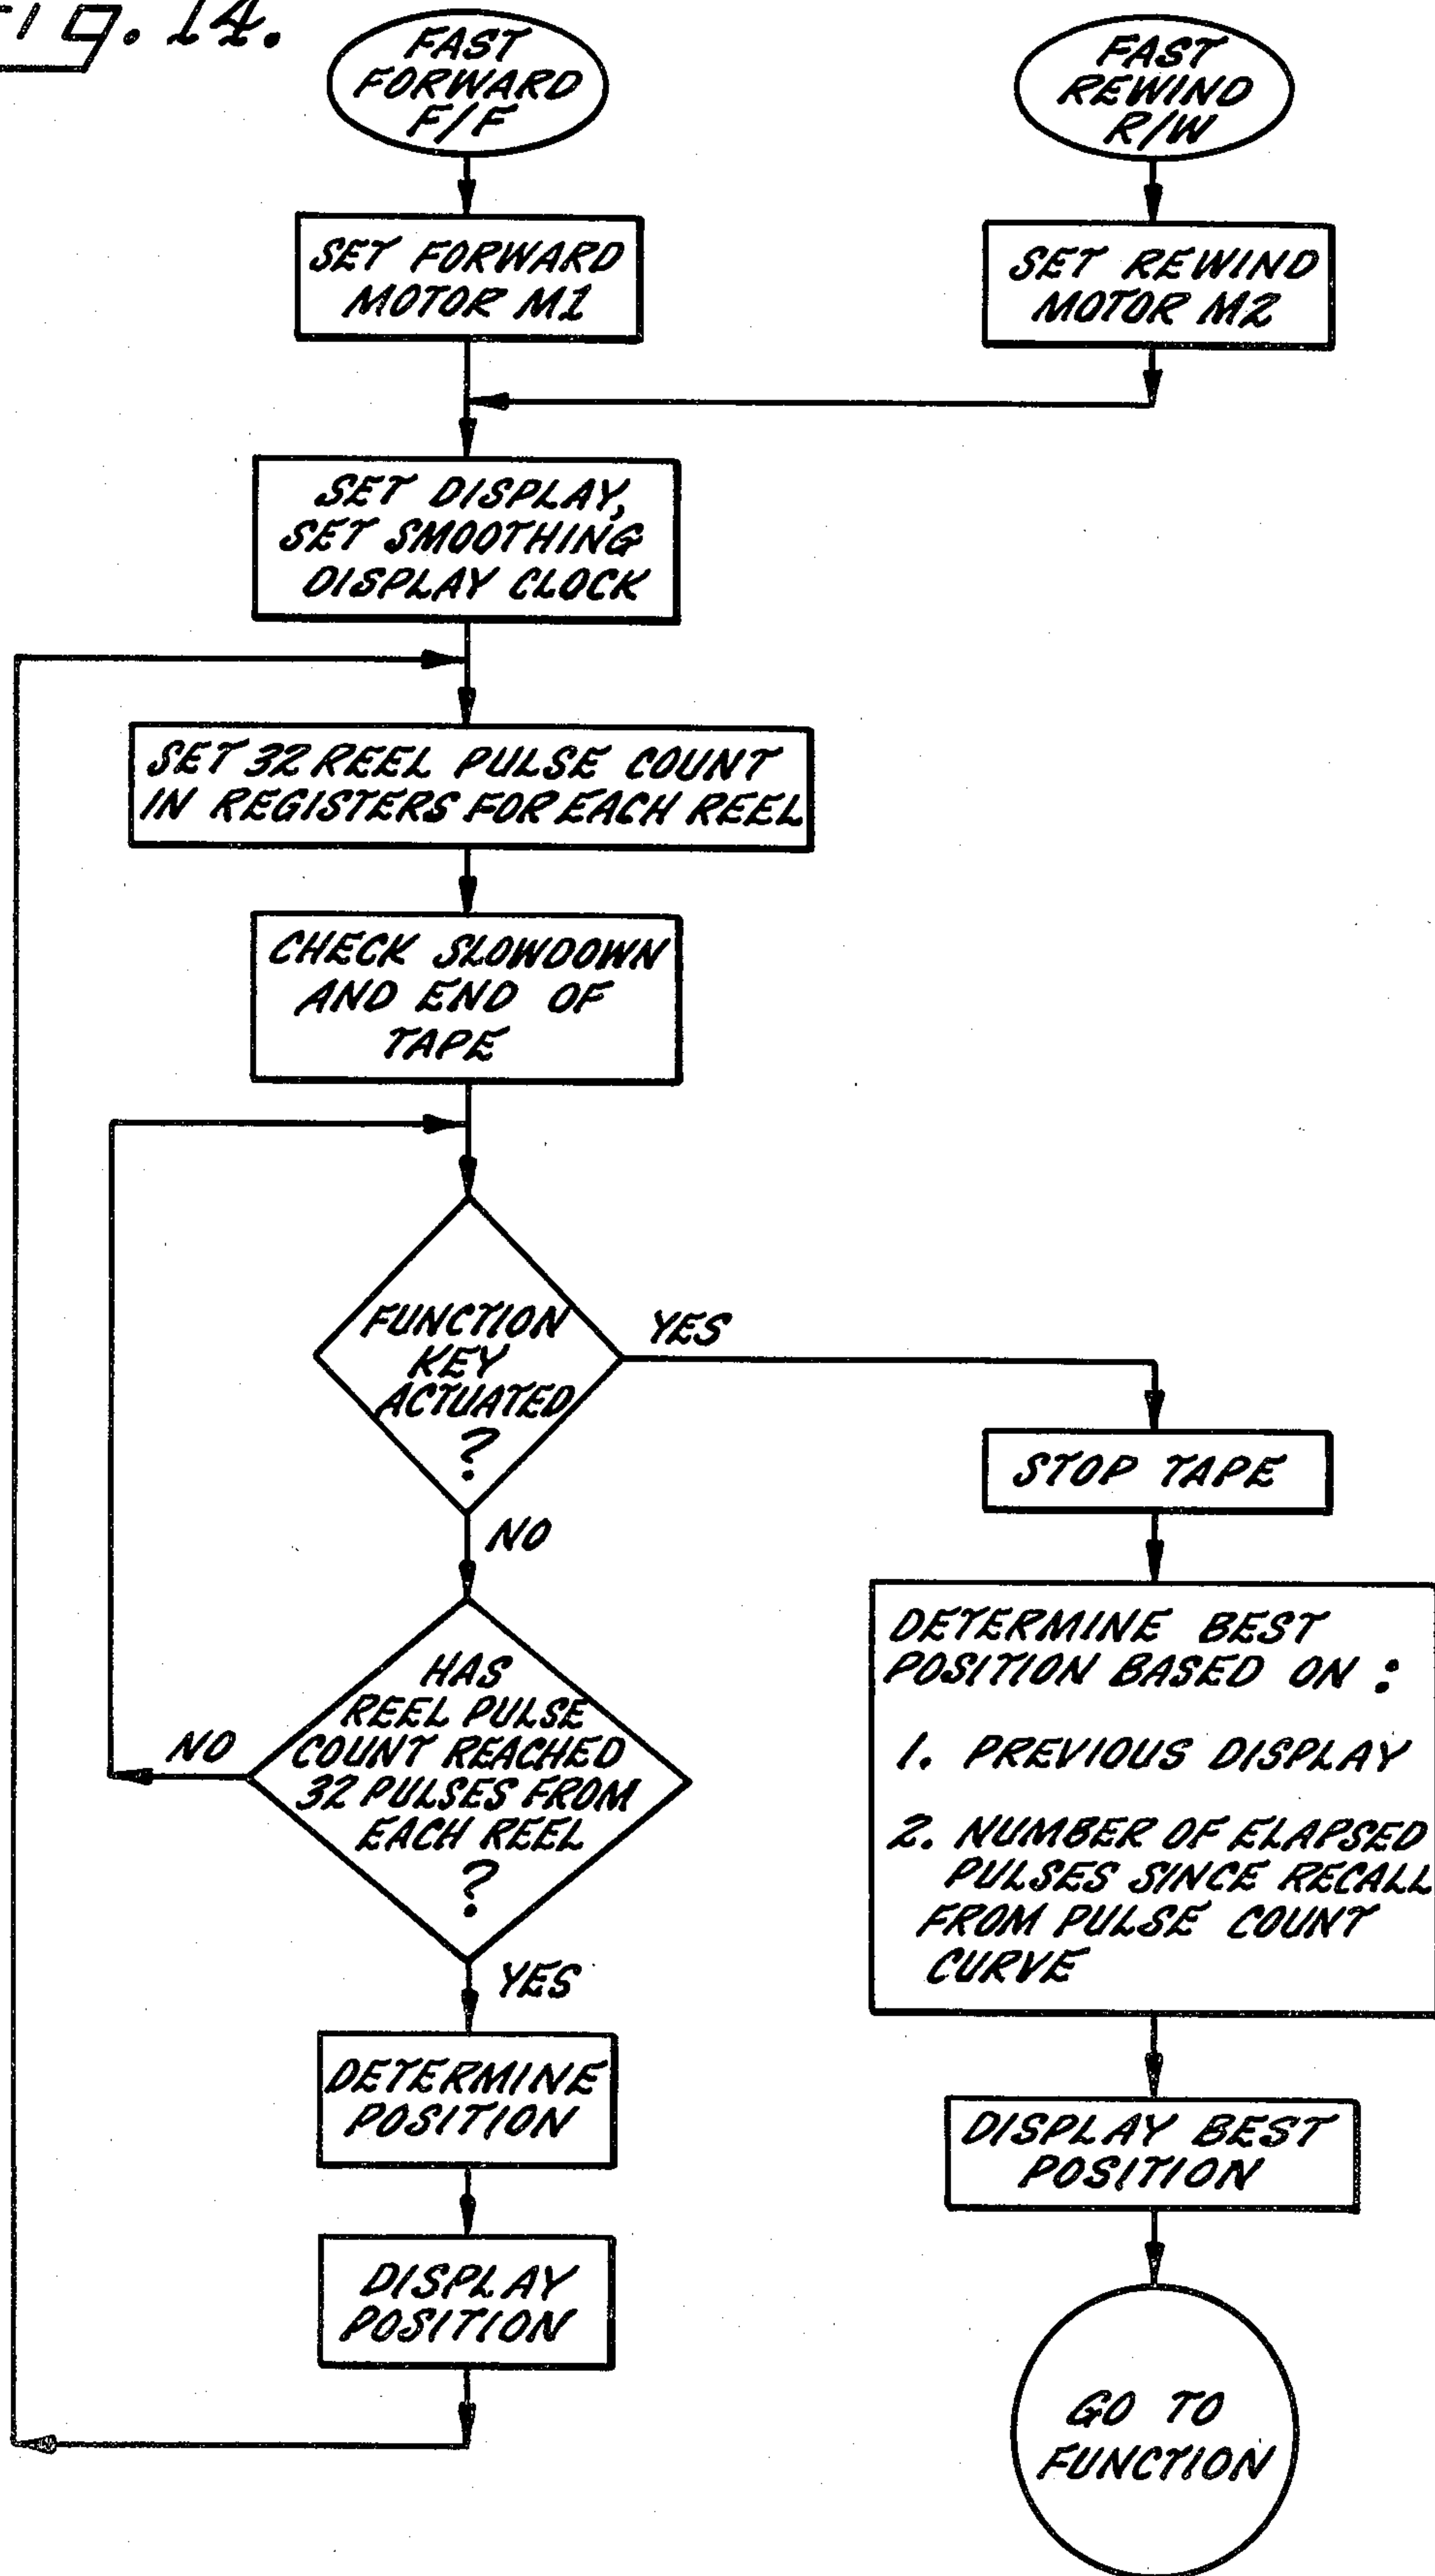 Fig. 14.
FAST
FORWARD
F/F
FAST
REWIND
R/W
SET FORWARD
MOTOR M1
SET REWIND
MOTOR M2
SET DISPLAY,
SET SMOOTHING
DISPLAY CLOCK
SET 32 REEL PULSE COUNT
IN REGISTERS FOR EACH REEL
CHECK SLOWDOWN
AND END OF
TAPE
FUNCTION
KEY
ACTUATED
?
YES
NO
STOP TAPE
HAS
REEL PULSE
COUNT REACHED
32 PULSES FROM
EACH REEL
?
NO
YES
DETERMINE BEST
POSITION BASED ON :
1. PREVIOUS DISPLAY
2. NUMBER OF ELAPSED
PULSES SINCE RECALL
FROM PULSE COUNT
CURVE
DETERMINE
POSITION
DISPLAY BEST
POSITION
DISPLAY
POSITION
GO TO
FUNCTION